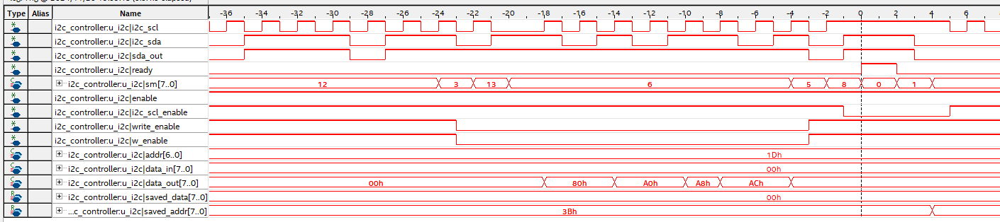 Type Alias Name -36 -34 -32 -30 -28 -26 -24 -22 -20 -18 -16 -14 -12 -10 -8 -6 -4 -2 0 2 4 6
i2c_controller:u_i2c|i2c_scl
i2c_controller:u_i2c|i2c_sda
i2c_controller:u_i2c|sda_out
i2c_controller:u_i2c|ready
i2c_controller:u_i2c|sm[7..0] 12 3 13 6 5 8 0 1
i2c_controller:u_i2c|enable
i2c_controller:u_i2c|i2c_scl_enable
i2c_controller:u_i2c|write_enable
i2c_controller:u_i2c|w_enable
i2c_controller:u_i2c|addr[6..0] 1Dh
i2c_controller:u_i2c|data_in[7..0] 00h
i2c_controller:u_i2c|data_out[7..0] 00h 80h A0h A8h ACh
i2c_controller:u_i2c|saved_data[7..0] 00h
...c_controller:u_i2c|saved_addr[7..0] 3Bh